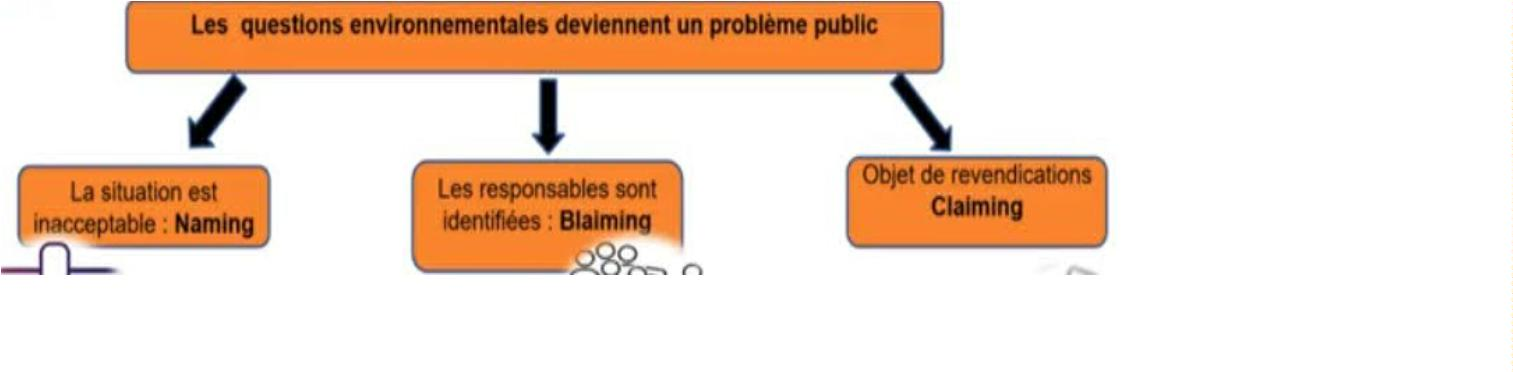 Les questions environnementales deviennent un problème public
La situation est
inacceptable : Naming
Les responsables sont
identifiées : Blaiming
Objet de revendications
Claiming